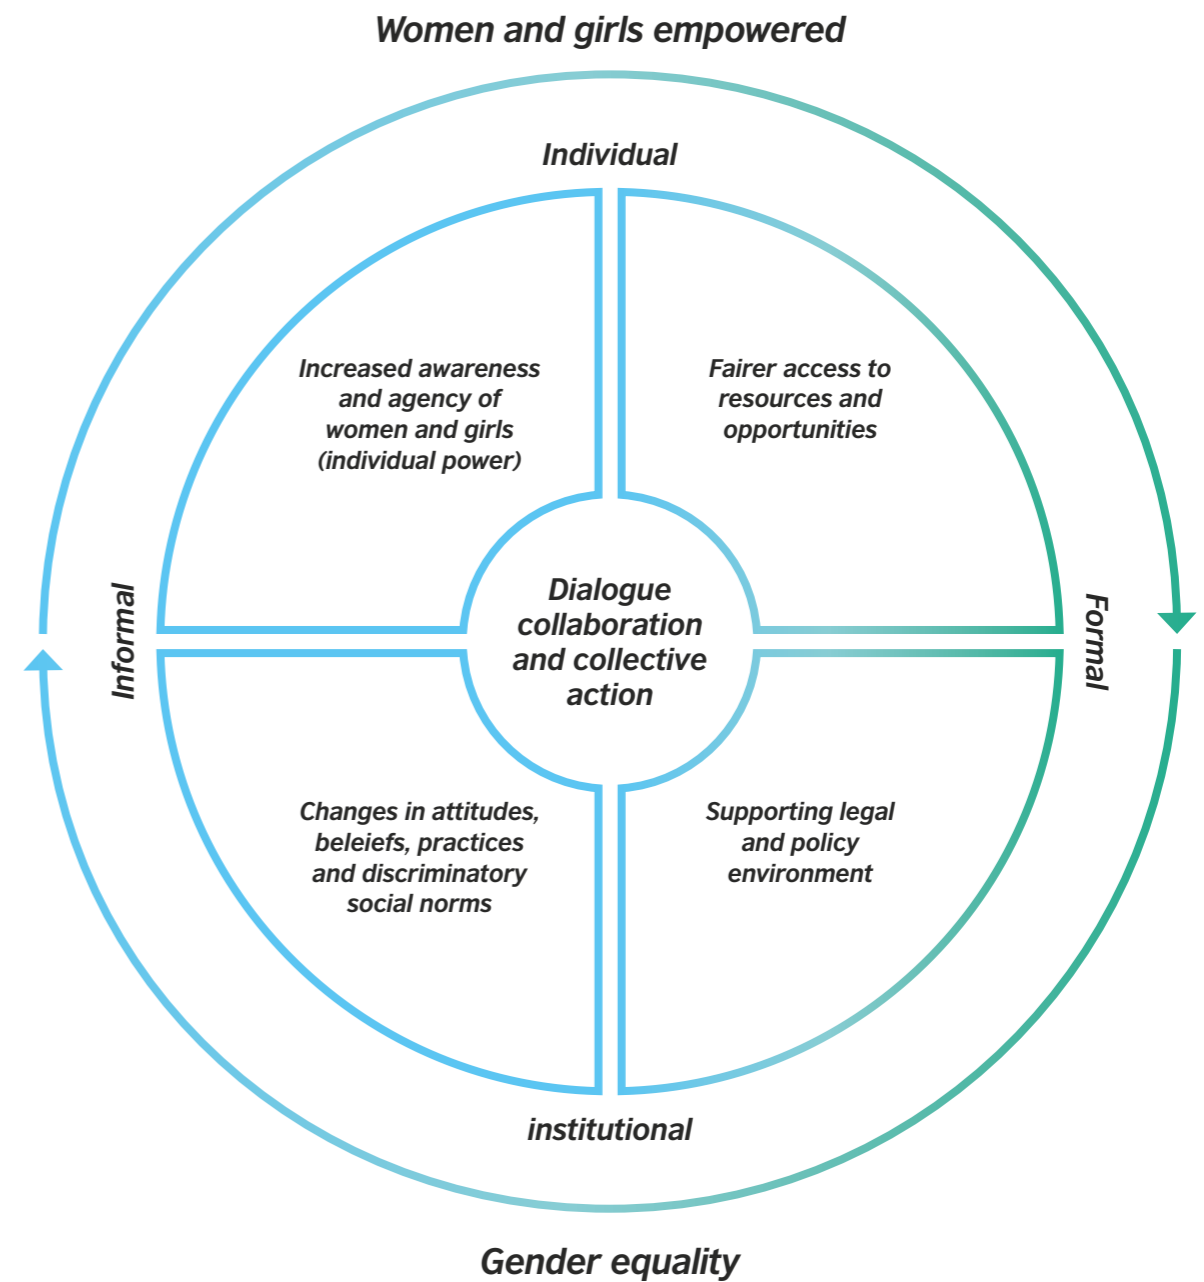 Women and girls empowered
Individual
Increased awareness
and agency of
women and girls
(individual power)
Fairer access to
resources and
opportunities
Informal
Dialogue
collaboration
and collective
action
Formal
Changes in attitudes,
beleiefs, practices
and discriminatory
social norms
Supporting legal
and policy
environment
institutional
Gender equality